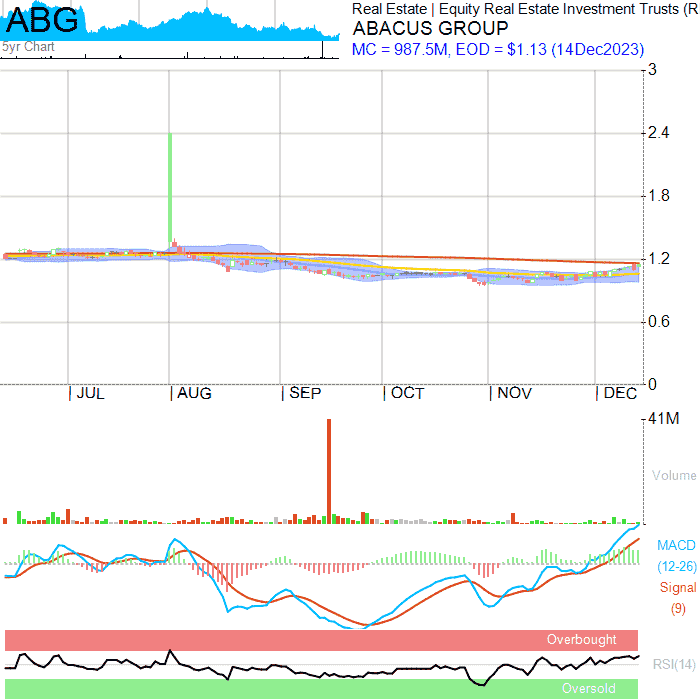 ABG
5yr Chart
Real Estate | Equity Real Estate Investment Trusts (R
ABACUS GROUP
MC = 987.5M, EOD = $1.13 (14Dec2023)
3
2.4
1.8
1.2
0.6
0
JUL AUG SEP OCT NOV DEC
41M
Volume
MACD
(12-26)
Signal
(9)
Overbought
RSI(14)
Oversold